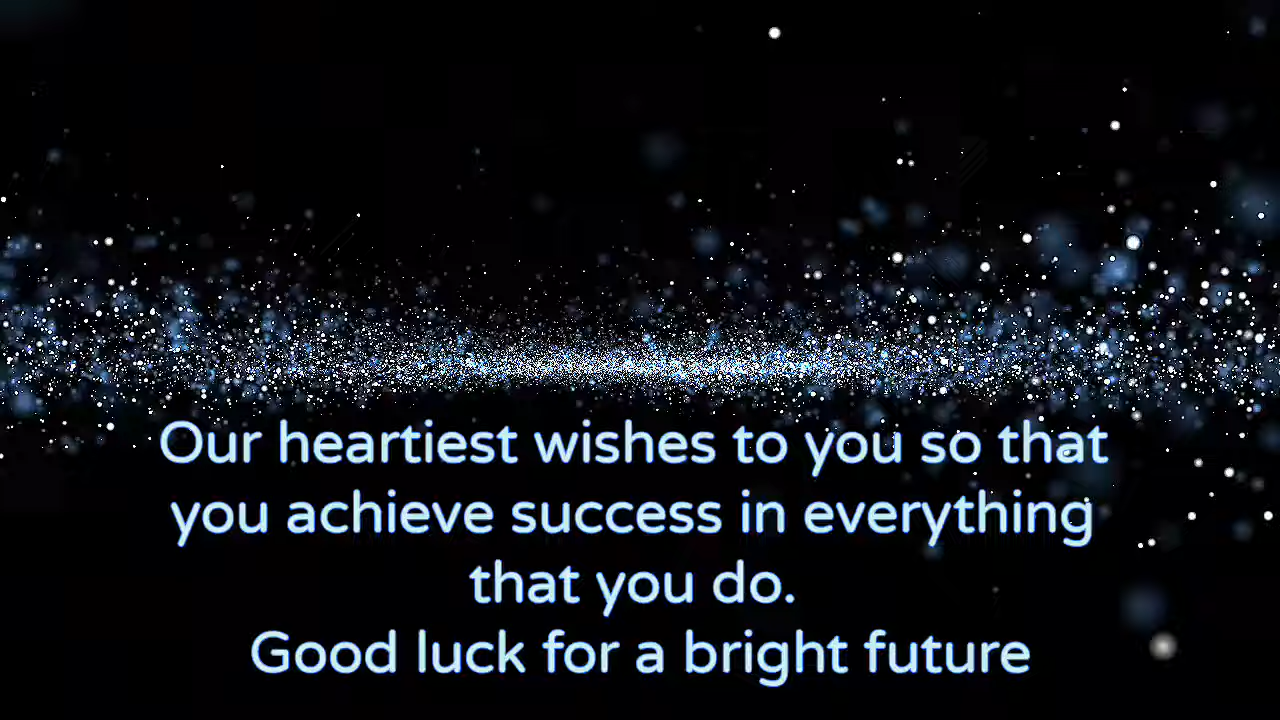 Our heartiest wishes to you so that
you achieve success in everything
that you do.
Good luck for a bright future